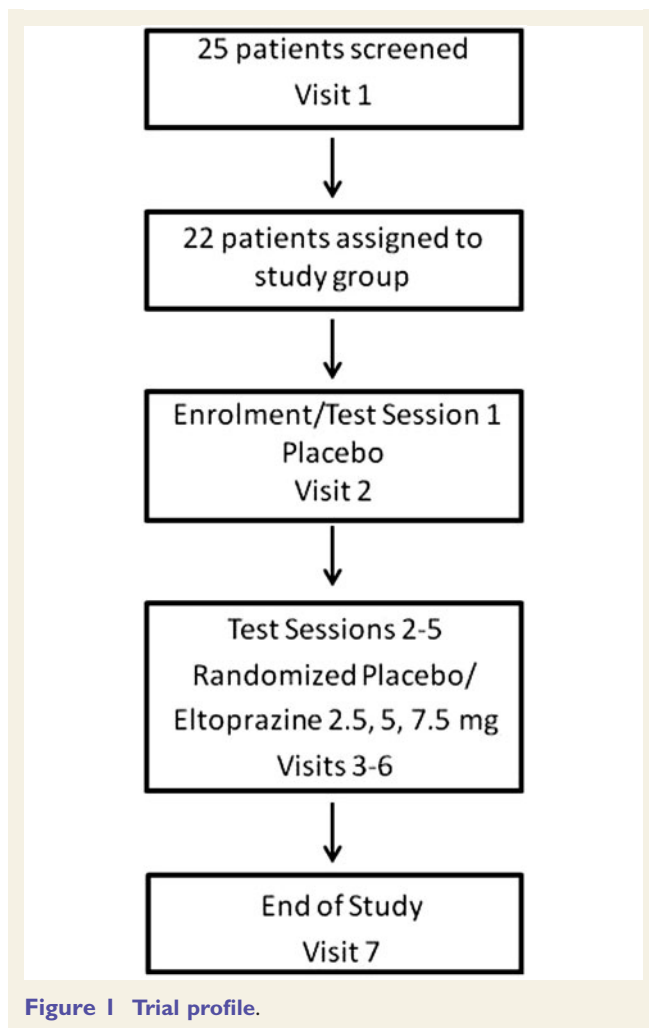 25 patients screened
Visit 1
22 patients assigned to
study group
Enrolment/Test Session 1
Placebo
Visit 2
Test Sessions 2-5
Randomized Placebo/
Eltoprazine 2.5, 5, 7.5 mg
Visits 3-6
End of Study
Visit 7
Figure 1 Trial profile.